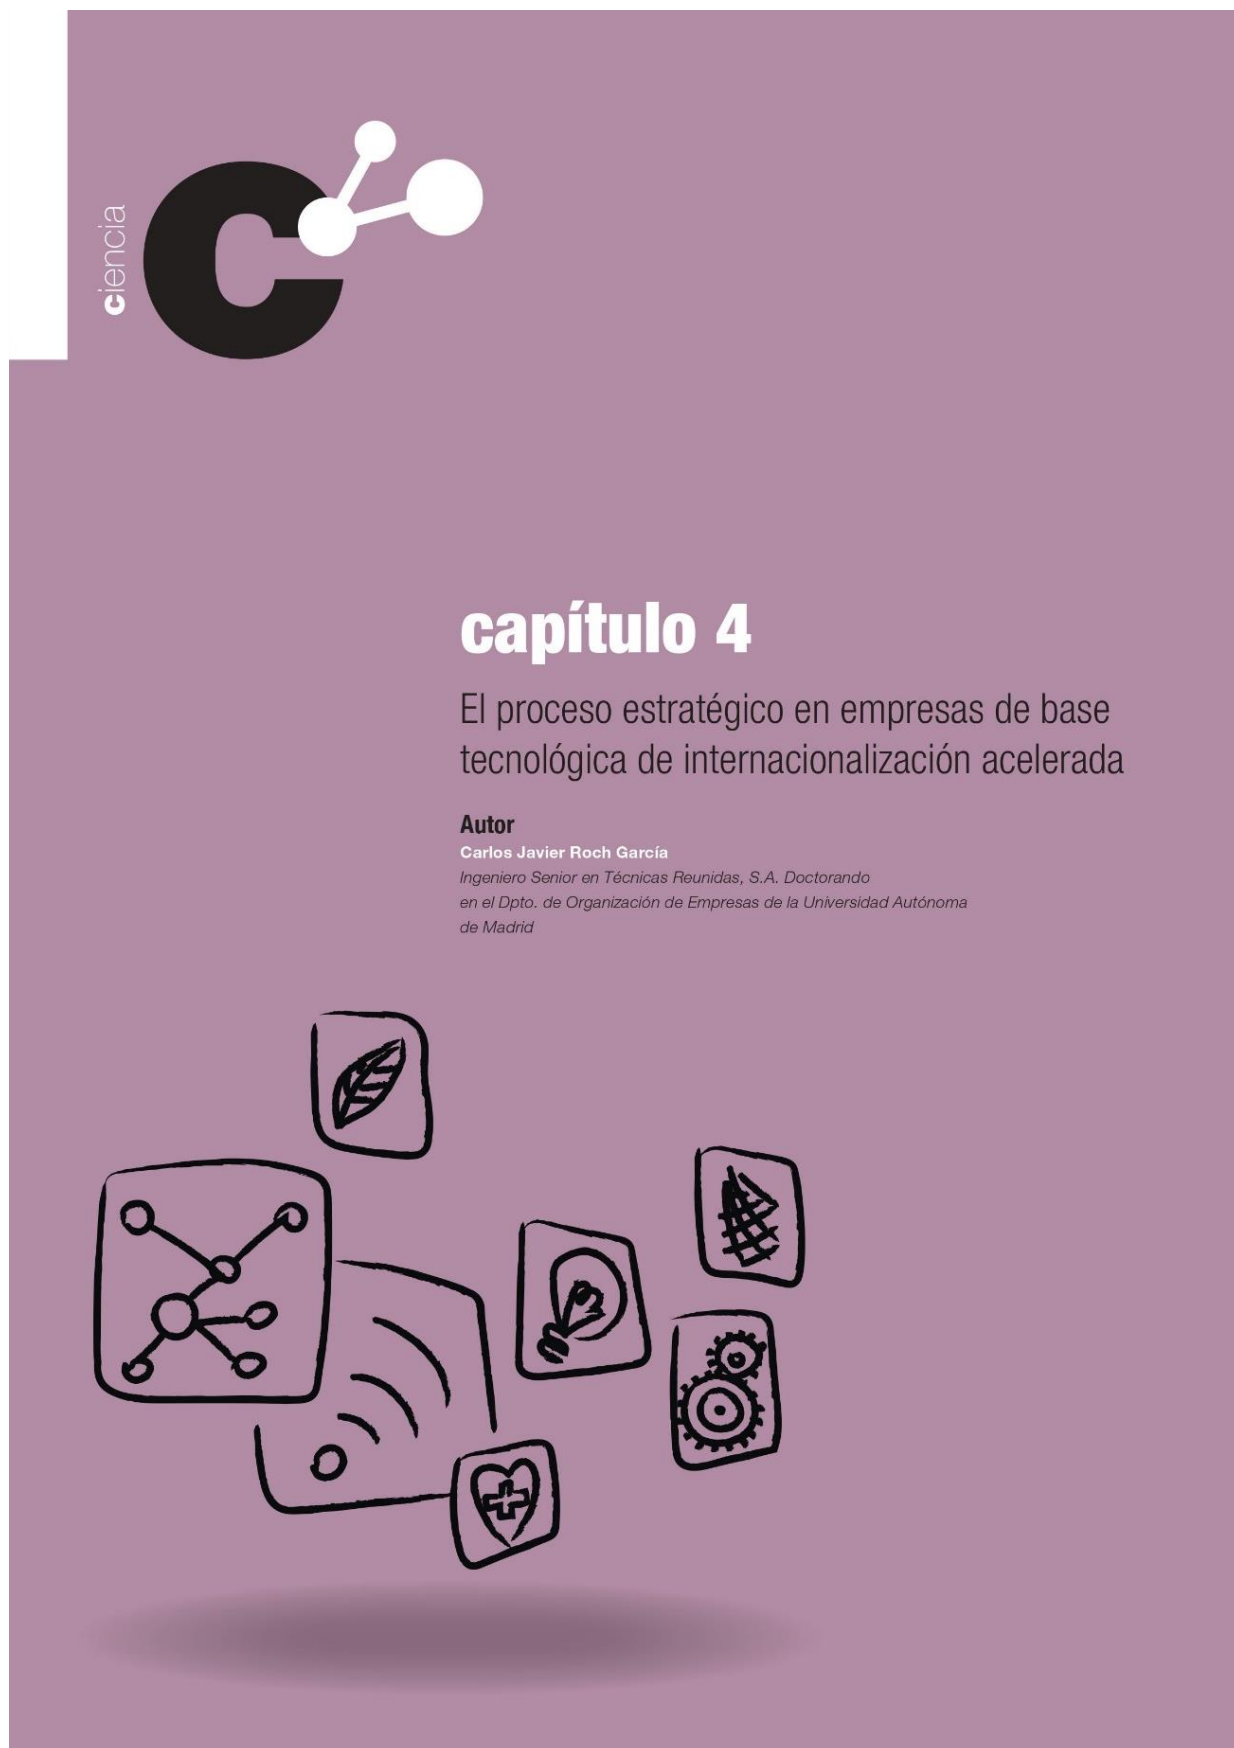 ciencia
C
capítulo 4
El proceso estratégico en empresas de base
tecnológica de internacionalización acelerada
Autor
Carlos Javier Roch García
Ingeniero Senior en Técnicas Reunidas, S.A. Doctorando
en el Dpto. de Organización de Empresas de la Universidad Autónoma
de Madrid